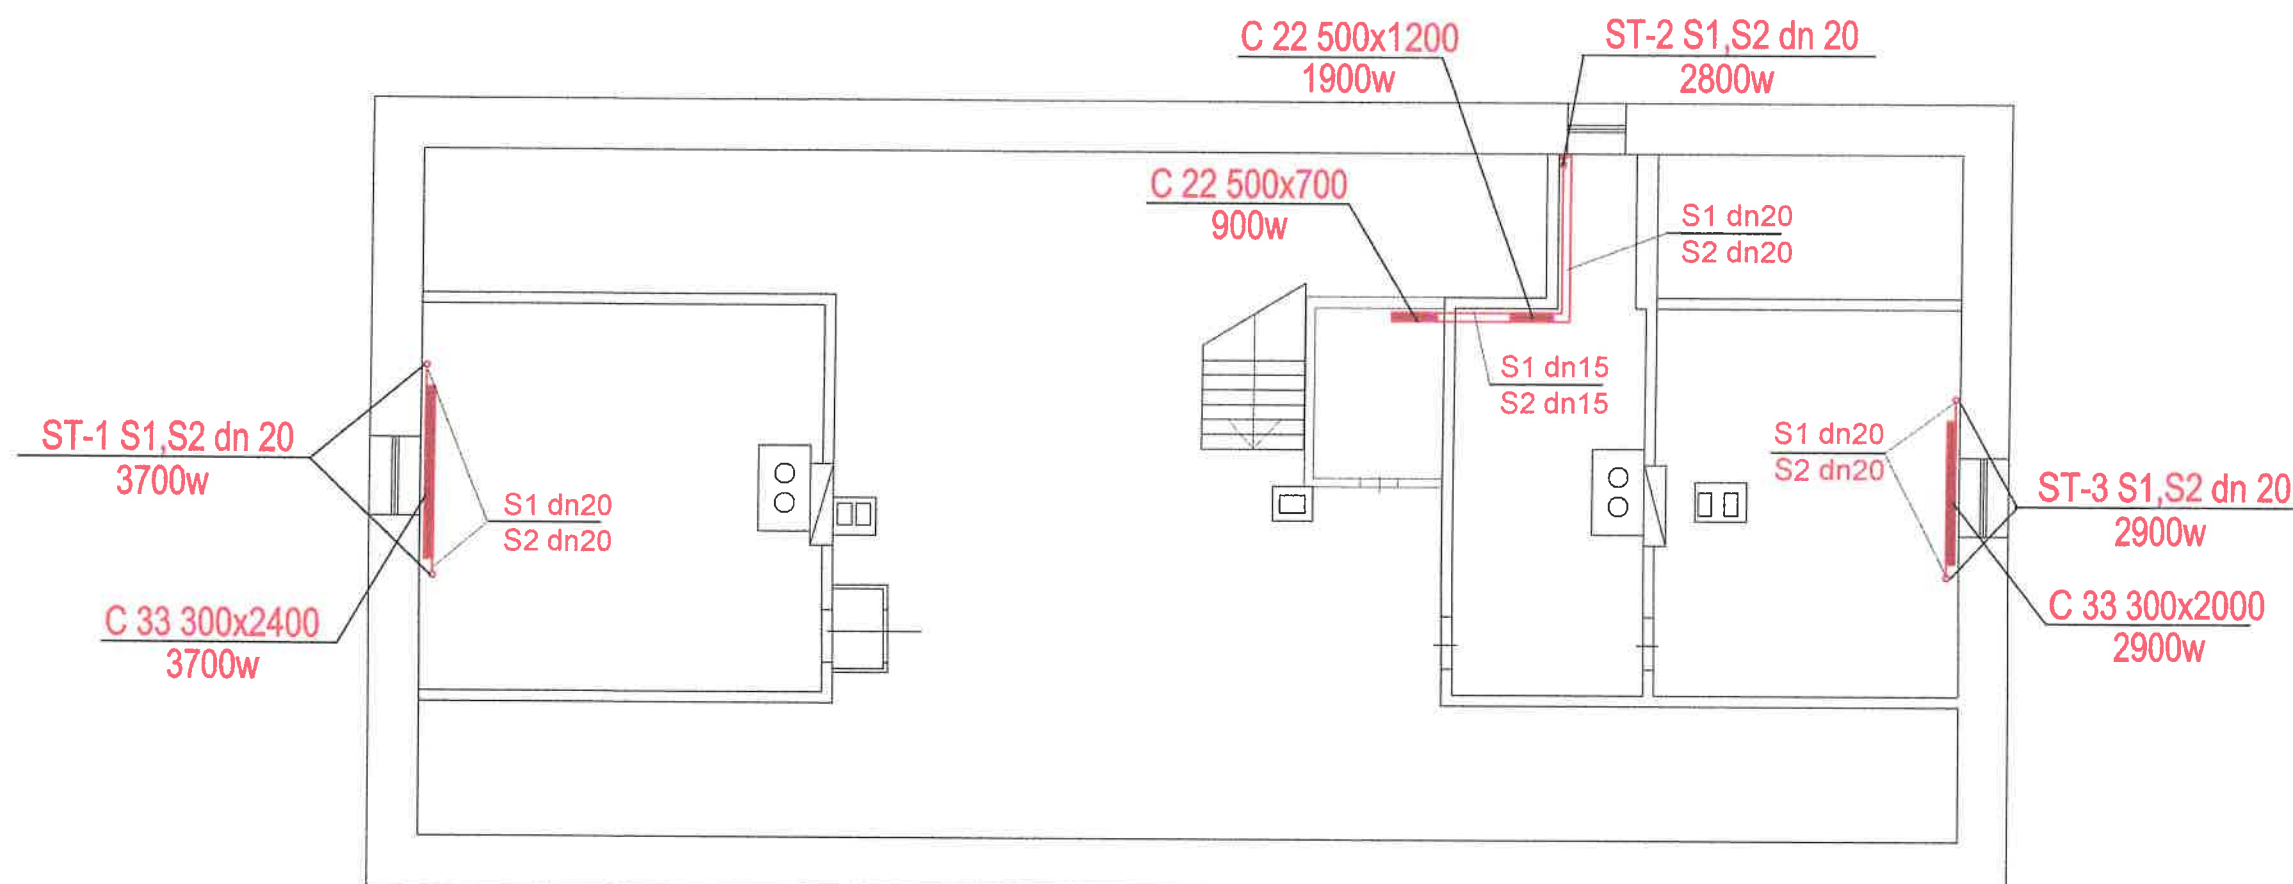 C 22 500x1200
1900w
ST-2 S1,S2 dn 20
2800w
C 22 500x700
900w
S1 dn20
S2 dn20
S1 dn15
S2 dn15
ST-1 S1,S2 dn 20
3700w
S1 dn20
S2 dn20
S1 dn20
S2 dn20
ST-3 S1,S2 dn 20
2900w
C 33 300x2400
3700w
C 33 300x2000
2900w